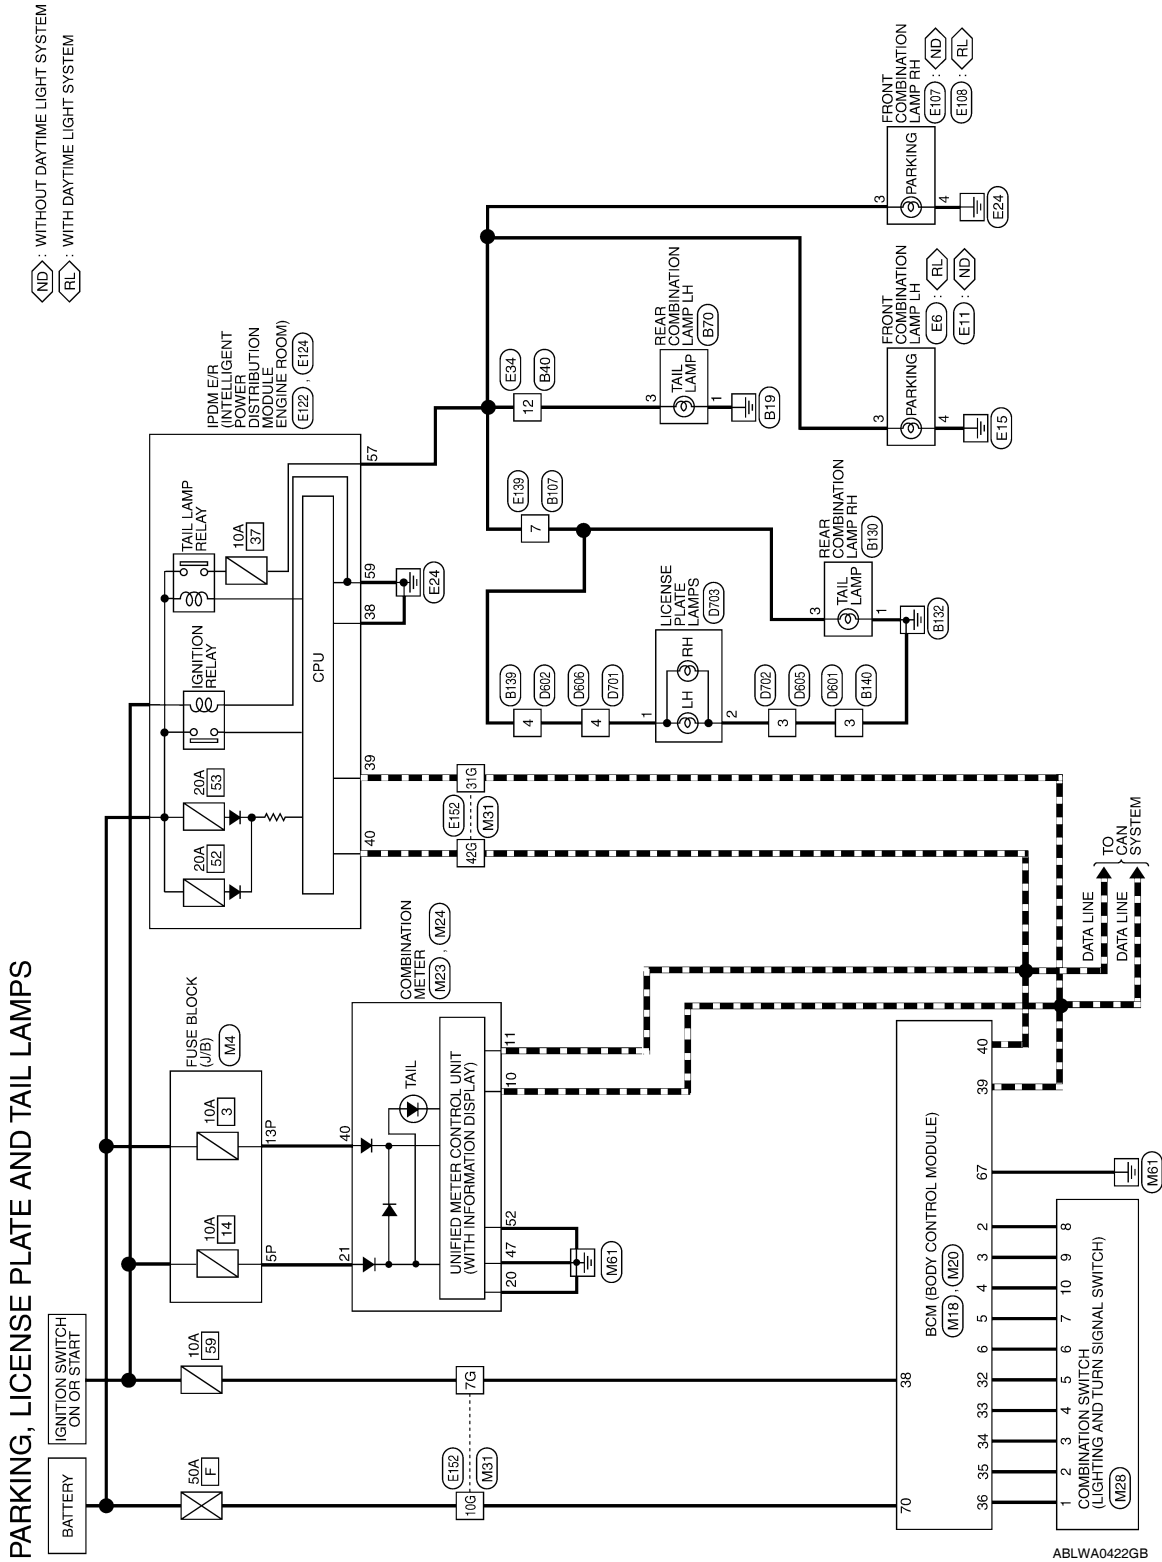 PARKING, LICENSE PLATE AND TAIL LAMPS
ND : WITHOUT DAYTIME LIGHT SYSTEM
RL : WITH DAYTIME LIGHT SYSTEM
BATTERY
IGNITION SWITCH
ON OR START
50A
F
10A
59
FUSE BLOCK
(J/B)
M4
10A
14
10A
3
5P
13P
IPDM E/R
(INTELLIGENT
POWER
DISTRIBUTION
MODULE
ENGINE ROOM)
E122 , E124
20A
52
20A
53
IGNITION
RELAY
TAIL LAMP
RELAY
10A
37
CPU
40
39
38
59
57
E24
COMBINATION
METER
M23 , M24
21
40
TAIL
UNIFIED METER CONTROL UNIT
(WITH INFORMATION DISPLAY)
20
47
52
10
11
M61
E152
10G
7G
M31
E152
42G
31G
M31
B139
4
D602
D606
4
D701
E139
7
B107
E34
12
B40
LICENSE
PLATE
LAMPS
D703
1
LH
RH
2
D702
3
D605
D601
3
B140
REAR
COMBINATION
LAMP RH
B130
3
TAIL
LAMP
1
B132
REAR
COMBINATION
LAMP LH
B70
3
TAIL
LAMP
1
B19
FRONT
COMBINATION
LAMP LH
E6 : RL
E11 : ND
3
PARKING
4
E15
FRONT
COMBINATION
LAMP RH
E107 : ND
E108 : RL
3
PARKING
4
E24
70
38
BCM (BODY CONTROL MODULE)
M18 , M20
36
35
34
33
32
6
5
4
3
2
67
39
40
M61
DATA LINE
DATA LINE
TO
CAN
SYSTEM
1
2
3
4
5
6
7
10
9
8
COMBINATION SWITCH
(LIGHTING AND TURN SIGNAL SWITCH)
M28
ABLWA0422GB